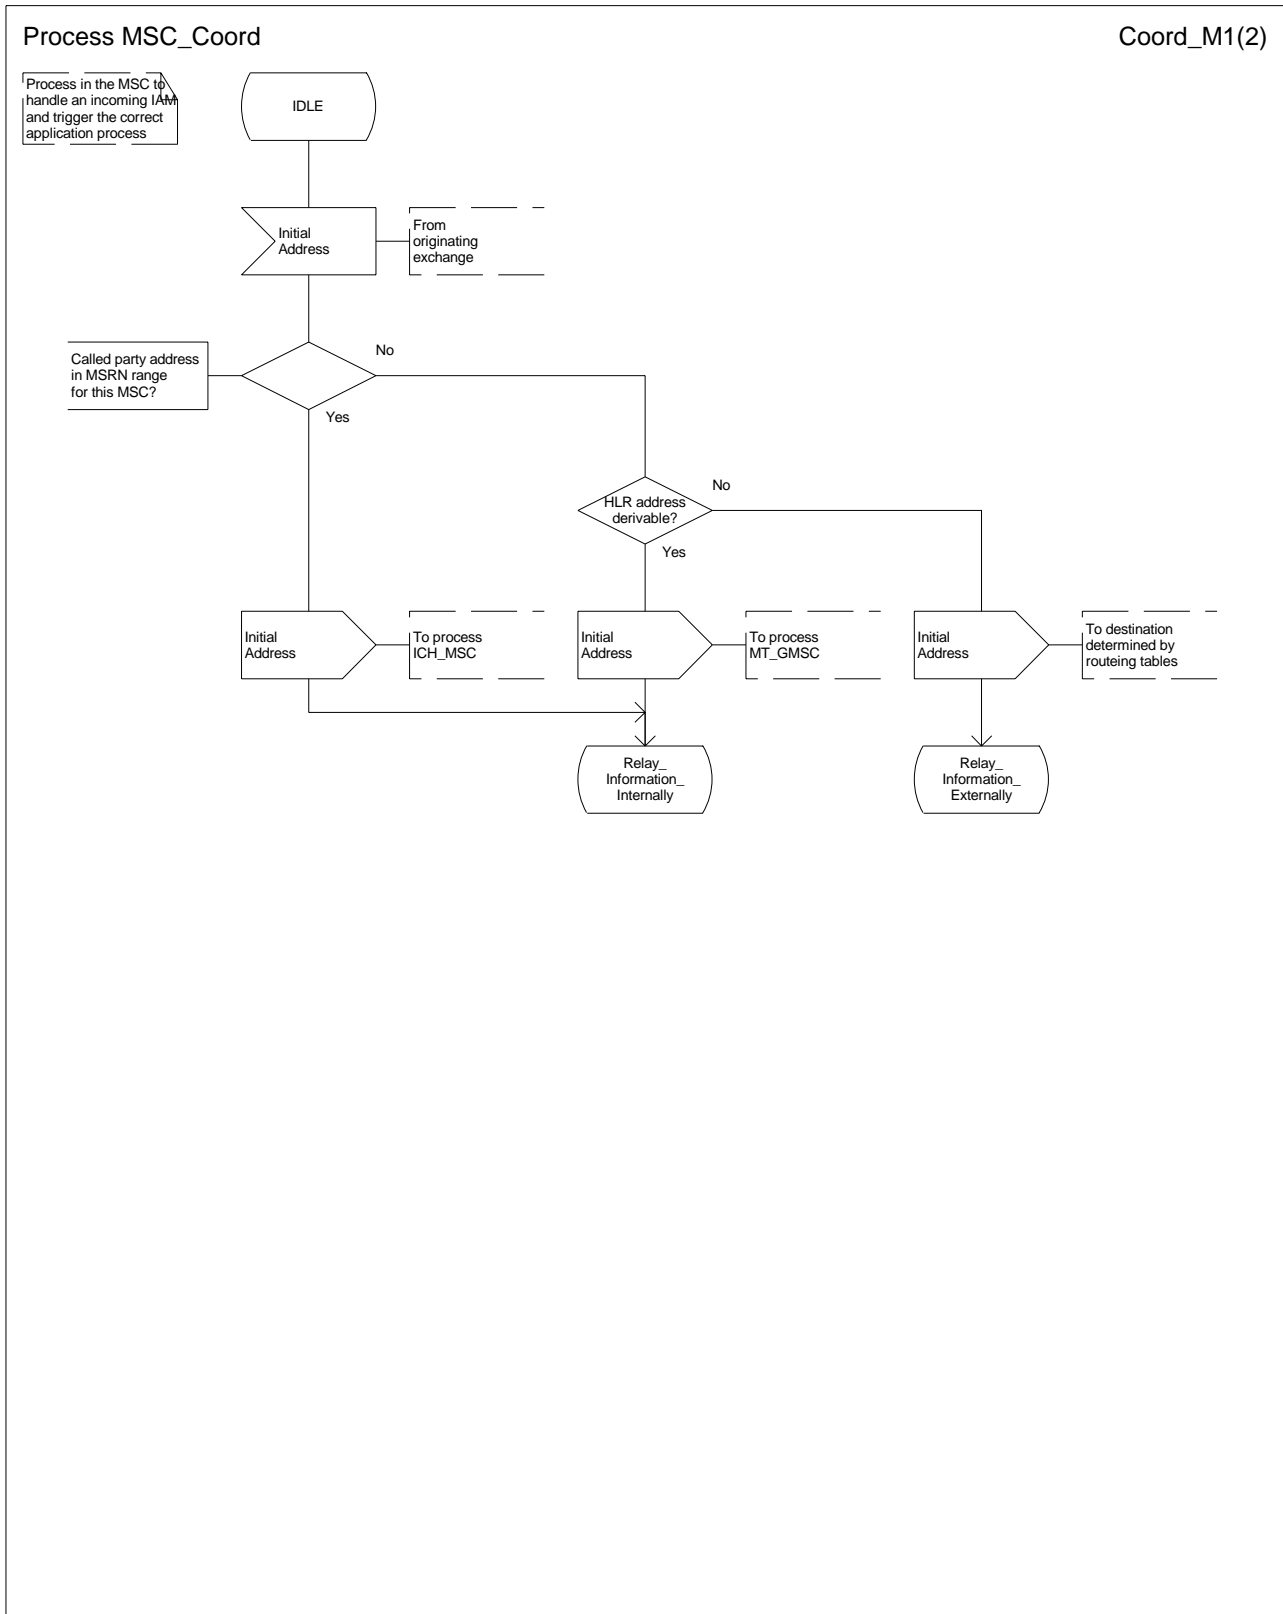 Process MSC_Coord
Coord_M1(2)
Process in the MSC to
handle an incoming IAM
and trigger the correct
application process
IDLE
Initial
Address
From
originating
exchange
Called party address
in MSRN range
for this MSC?
No
Yes
HLR address
derivable?
No
Yes
Initial
Address
To process
ICH_MSC
Initial
Address
To process
MT_GMSC
Initial
Address
To destination
determined by
routeing tables
Relay_
Information_
Internally
Relay_
Information_
Externally